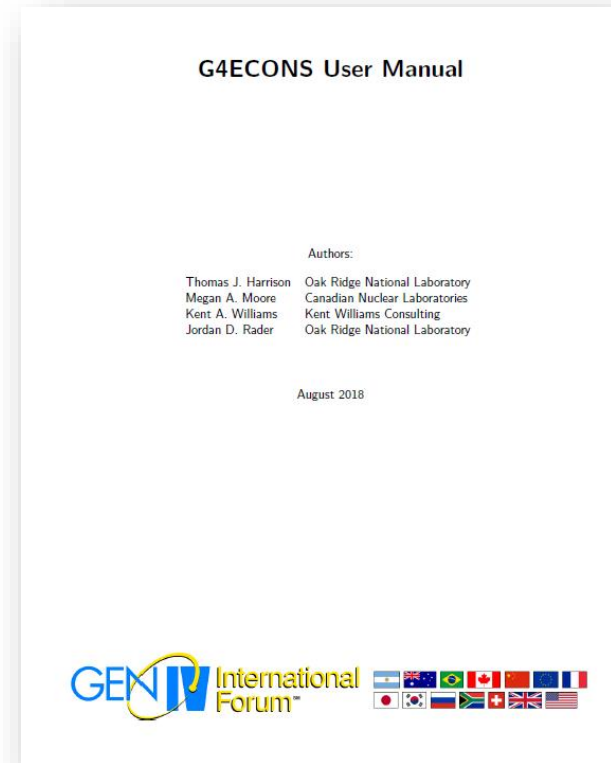 G4ECONS User Manual
Authors:
Thomas J. Harrison Oak Ridge National Laboratory
Megan A. Moore Canadian Nuclear Laboratories
Kent A. Williams Kent Williams Consulting
Jordan D. Rader Oak Ridge National Laboratory
August 2018
GEN IV International
Forum™